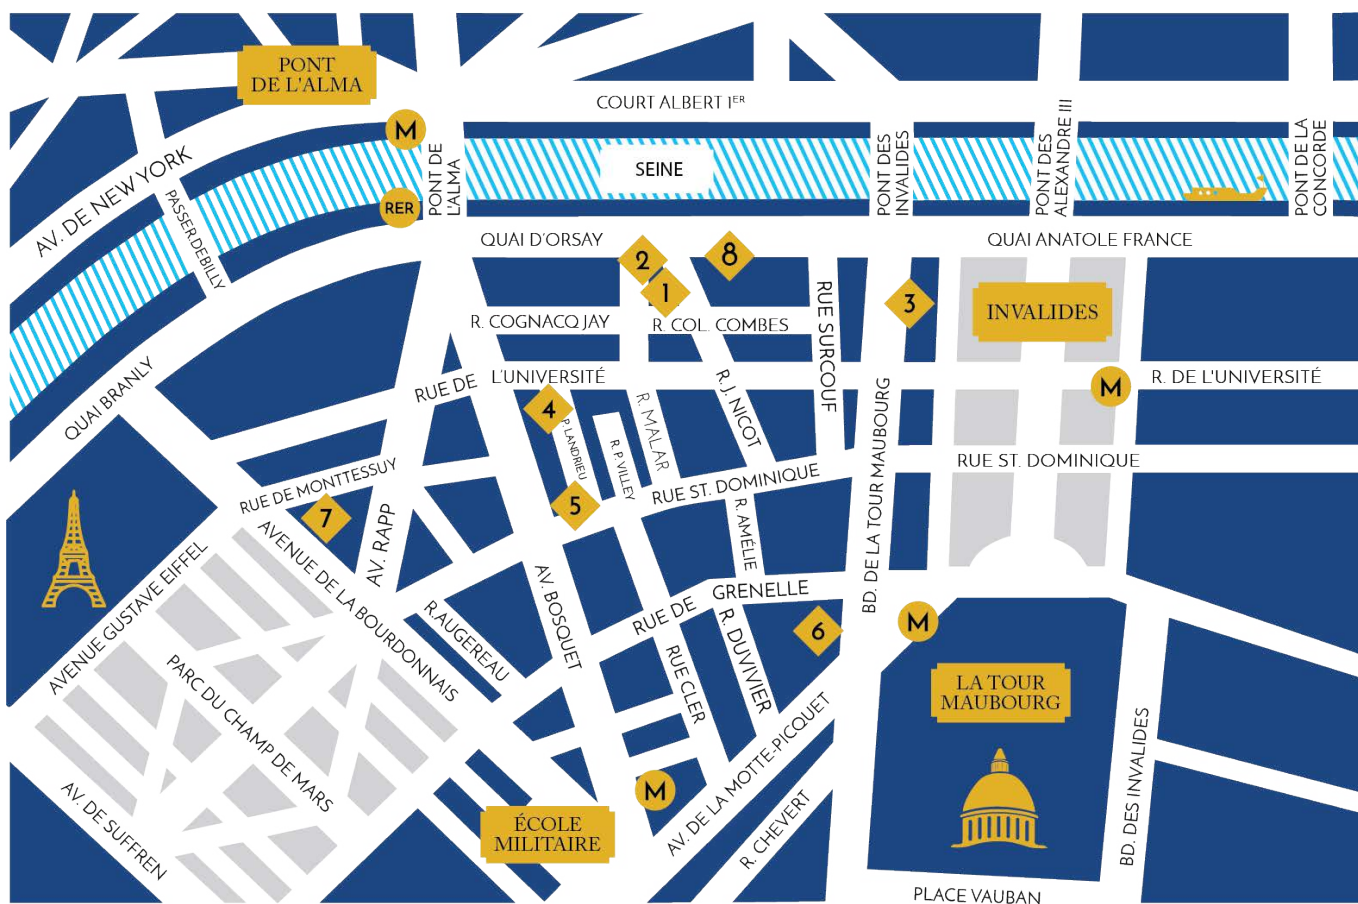 PONT
DE L'ALMA
COURT ALBERT 1ER
M
AV. DE NEW YORK
PASSER.DEBILLY
RER
PONT DE
L'ALMA
SEINE
PONT DES
INVALIDES
PONT DES
ALEXANDRE III
PONT DE LA
CONCORDE
QUAI D'ORSAY
QUAI ANATOLE FRANCE
2
8
1
3
INVALIDES
R. COGNACQ JAY
R. COL. COMBES
RUE SURCOUF
QUAI BRANLY
RUE DE
L'UNIVERSITÉ
M
R. DE L'UNIVERSITÉ
4
P. LANDRIEU
R. P. VILLEY
R. MALAR
R. J. NICOT
BD. DE LA TOUR MAUBOURG
RUE ST. DOMINIQUE
RUE DE MONTTESSUY
RUE ST. DOMINIQUE
5
7
AV. RAPP
R. AMÉLIE
AVENUE GUSTAVE EIFFEL
AVENUE DE LA BOURDONNAIS
R.AUGEREAU
AV. BOSQUET
RUE DE
GRENELLE
R. DUVIVIER
RUE CLER
6
M
PARC DU CHAMP DE MARS
LA TOUR
MAUBOURG
AV. DE LA MOTTE-PICQUET
M
AV. DE SUFFREN
ÉCOLE
MILITAIRE
R. CHEVERT
BD. DES INVALIDES
PLACE VAUBAN